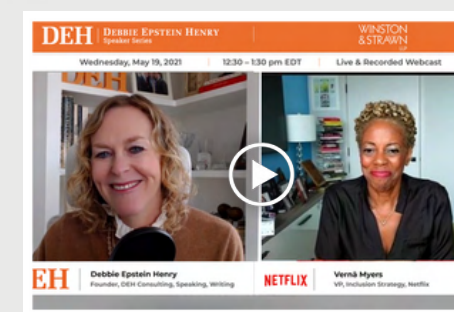 DEH
DEBBIE EPSTEIN HENRY
Speaker Series
WINSTON
& STRAWN
LLP
Wednesday, May 19, 2021
12:30 – 1:30 pm EDT
Live & Recorded Webcast
DEH
EH
Debbie Epstein Henry
Founder, DEH Consulting, Speaking, Writing
NETFLIX
Vernā Myers
VP, Inclusion Strategy, Netflix